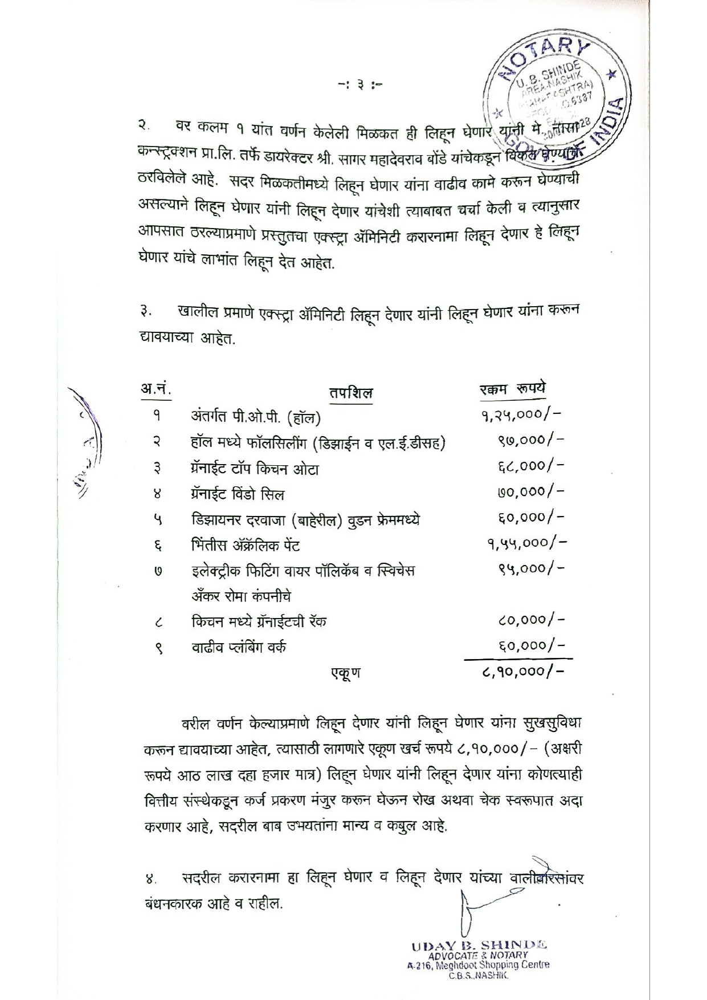 NOTARY
U. B. SHINDE
AREA-NASHIK
GOVT. OF INDIA
-: ३ :-
२. वर कलम १ यांत वर्णन केलेली मिळकत ही लिहून घेणार यांनी मे. तासा
कन्स्ट्रक्शन प्रा.लि. तर्फे डायरेक्टर श्री. सागर महादेवराव बोंडे यांचेकडून विकत घेण्याचे
ठरविलेले आहे. सदर मिळकतीमध्ये लिहून घेणार यांना वाढीव कामे करून घेण्याची
असल्याने लिहून घेणार यांनी लिहून देणार यांचेशी त्याबाबत चर्चा केली व त्यानुसार
आपसात ठरल्याप्रमाणे प्रस्तुतचा एक्स्ट्रा ॲमिनिटी करारनामा लिहून देणार हे लिहून
घेणार यांचे लाभांत लिहून देत आहेत.
३. खालील प्रमाणे एक्स्ट्रा ॲमिनिटी लिहून देणार यांनी लिहून घेणार यांना करून
द्यावयाच्या आहेत.
अ.नं. तपशिल रक्कम रूपये
१ अंतर्गत पी.ओ.पी. (हॉल) १,२५,०००/-
२ हॉल मध्ये फॉलसिलींग (डिझाईन व एल.ई.डीसह) ९७,०००/-
३ ग्रॅनाईट टॉप किचन ओटा ६८,०००/-
४ ग्रॅनाईट विंडो सिल ७०,०००/-
५ डिझायनर दरवाजा (बाहेरील) वुडन फ्रेममध्ये ६०,०००/-
६ भिंतीस ॲक्रॅलिक पेंट १,५५,०००/-
७ इलेक्ट्रीक फिटिंग वायर पॉलिकॅब व स्विचेस ९५,०००/-
अँकर रोमा कंपनीचे
८ किचन मध्ये ग्रॅनाईटची रॅक ८०,०००/-
९ वाढीव प्लंबिंग वर्क ६०,०००/-
एकूण ८,१०,०००/-
वरील वर्णन केल्याप्रमाणे लिहून देणार यांनी लिहून घेणार यांना सुखसुविधा
करून द्यावयाच्या आहेत, त्यासाठी लागणारे एकूण खर्च रूपये ८,१०,०००/- (अक्षरी
रूपये आठ लाख दहा हजार मात्र) लिहून घेणार यांनी लिहून देणार यांना कोणत्याही
वित्तीय संस्थेकडून कर्ज प्रकरण मंजुर करून घेऊन रोख अथवा चेक स्वरूपात अदा
करणार आहे, सदरील बाब उभयतांना मान्य व कबुल आहे.
४. सदरील करारनामा हा लिहून घेणार व लिहून देणार यांच्या वालीवारसांवर
बंधनकारक आहे व राहील.
UDAY B. SHINDE
ADVOCATE & NOTARY
A-216, Meghdoot Shopping Centre
C.B.S.,NASHIK.